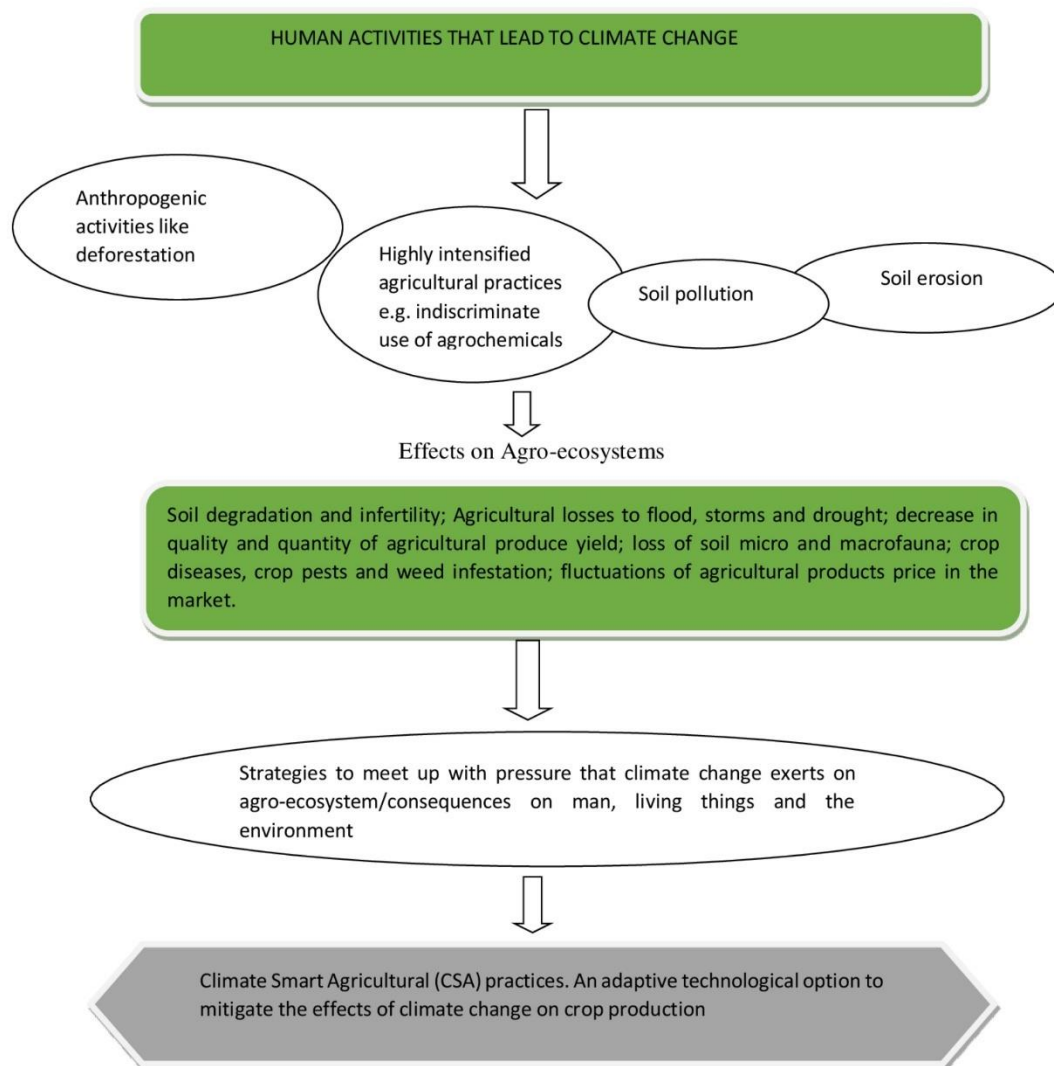 HUMAN ACTIVITIES THAT LEAD TO CLIMATE CHANGE
Anthropogenic
activities like
deforestation
Highly intensified
agricultural practices
e.g. indiscriminate
use of agrochemicals
Soil pollution
Soil erosion
Effects on Agro-ecosystems
Soil degradation and infertility; Agricultural losses to flood, storms and drought; decrease in
quality and quantity of agricultural produce yield; loss of soil micro and macrofauna; crop
diseases, crop pests and weed infestation; fluctuations of agricultural products price in the
market.
Strategies to meet up with pressure that climate change exerts on
agro-ecosystem/consequences on man, living things and the
environment
Climate Smart Agricultural (CSA) practices. An adaptive technological option to
mitigate the effects of climate change on crop production